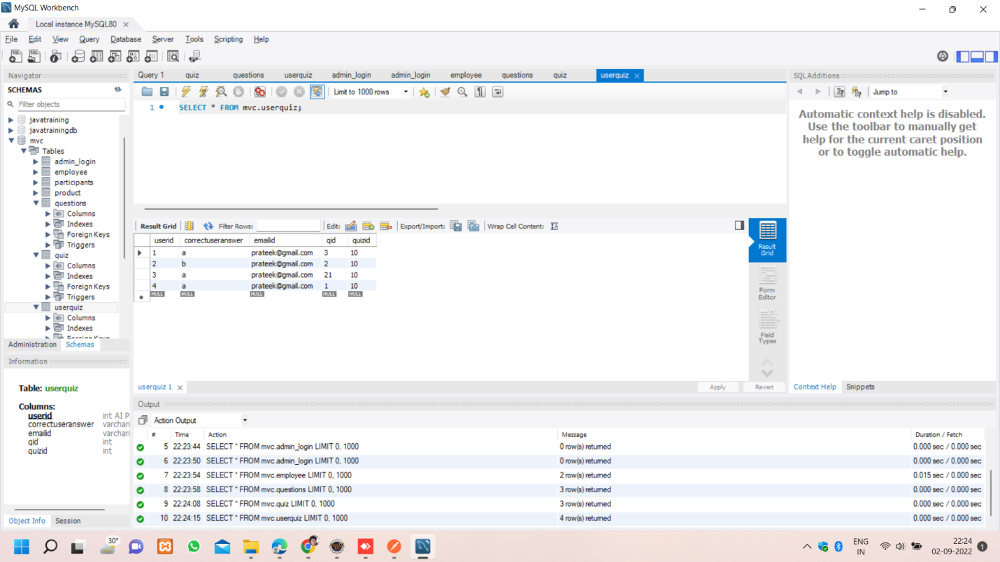 MySQL Workbench
Local instance MySQL80
File Edit View Query Database Server Tools Scripting Help
Navigator
SCHEMAS
Filter objects
javatraining
javatrainingdb
mvc
Tables
admin_login
employee
participants
product
questions
Columns
Indexes
Foreign Keys
Triggers
quiz
Columns
Indexes
Foreign Keys
Triggers
userquiz
Columns
Indexes
Foreign Keys
Administration Schemas
Information
Table: userquiz
Columns:
userid int AI P
correctuseranswer varchar
emailid varchar
qid int
quizid int
Object Info Session
Query 1 quiz questions userquiz admin_login admin_login employee questions quiz userquiz
Limit to 1000 rows
1 SELECT * FROM mvc.userquiz;
Result Grid Filter Rows: Edit: Export/Import: Wrap Cell Content:
userid correctuseranswer emailid qid quizid
1 a prateek@gmail.com 3 10
2 b prateek@gmail.com 2 10
3 a prateek@gmail.com 21 10
4 a prateek@gmail.com 1 10
NULL NULL NULL NULL NULL
Result Grid
Form Editor
Field Types
userquiz 1 Apply Revert
SQLAdditions
Jump to
Automatic context help is disabled.
Use the toolbar to manually get
help for the current caret position
or to toggle automatic help.
Context Help Snippets
Output
Action Output
# Time Action Message Duration / Fetch
5 22:23:44 SELECT * FROM mvc.admin_login LIMIT 0, 1000 0 row(s) returned 0.000 sec / 0.000 sec
6 22:23:50 SELECT * FROM mvc.admin_login LIMIT 0, 1000 0 row(s) returned 0.000 sec / 0.000 sec
7 22:23:54 SELECT * FROM mvc.employee LIMIT 0, 1000 2 row(s) returned 0.015 sec / 0.000 sec
8 22:23:58 SELECT * FROM mvc.questions LIMIT 0, 1000 3 row(s) returned 0.000 sec / 0.000 sec
9 22:24:08 SELECT * FROM mvc.quiz LIMIT 0, 1000 3 row(s) returned 0.000 sec / 0.000 sec
10 22:24:15 SELECT * FROM mvc.userquiz LIMIT 0, 1000 4 row(s) returned 0.000 sec / 0.000 sec
30°
ENG
IN
22:24
02-09-2022
1